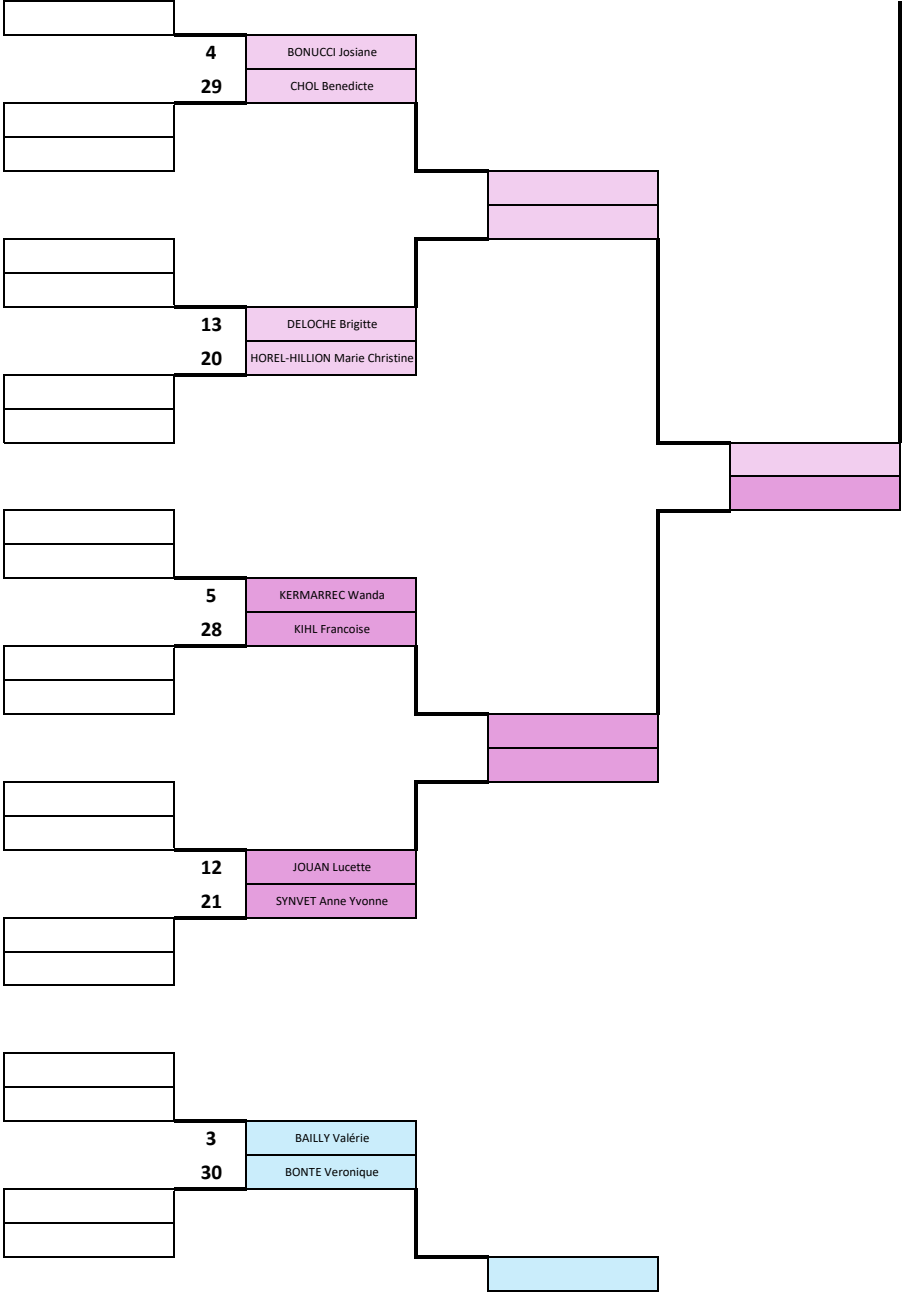 4 BONUCCI Josiane
29 CHOL Benedicte
13 DELOCHE Brigitte
20 HOREL-HILLION Marie Christine
5 KERMARREC Wanda
28 KIHL Francoise
12 JOUAN Lucette
21 SYNVET Anne Yvonne
3 BAILLY Valérie
30 BONTE Veronique